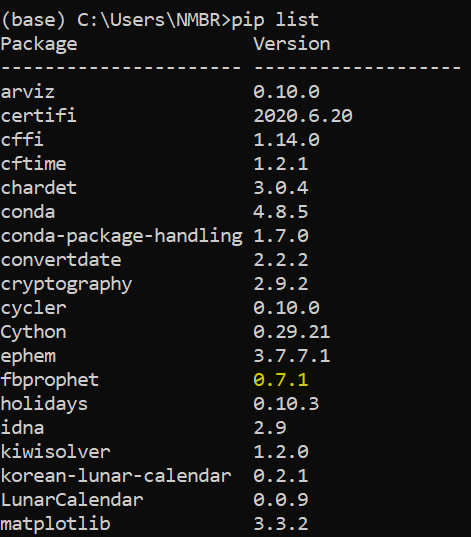 (base) C:\Users\NMBR>pip list
Package               Version
--------------------- -------------------
arviz                 0.10.0
certifi               2020.6.20
cffi                  1.14.0
cftime                1.2.1
chardet               3.0.4
conda                 4.8.5
conda-package-handling 1.7.0
convertdate           2.2.2
cryptography          2.9.2
cycler                0.10.0
Cython                0.29.21
ephem                 3.7.7.1
fbprophet             0.7.1
holidays              0.10.3
idna                  2.9
kiwisolver            1.2.0
korean-lunar-calendar 0.2.1
LunarCalendar         0.0.9
matplotlib            3.3.2